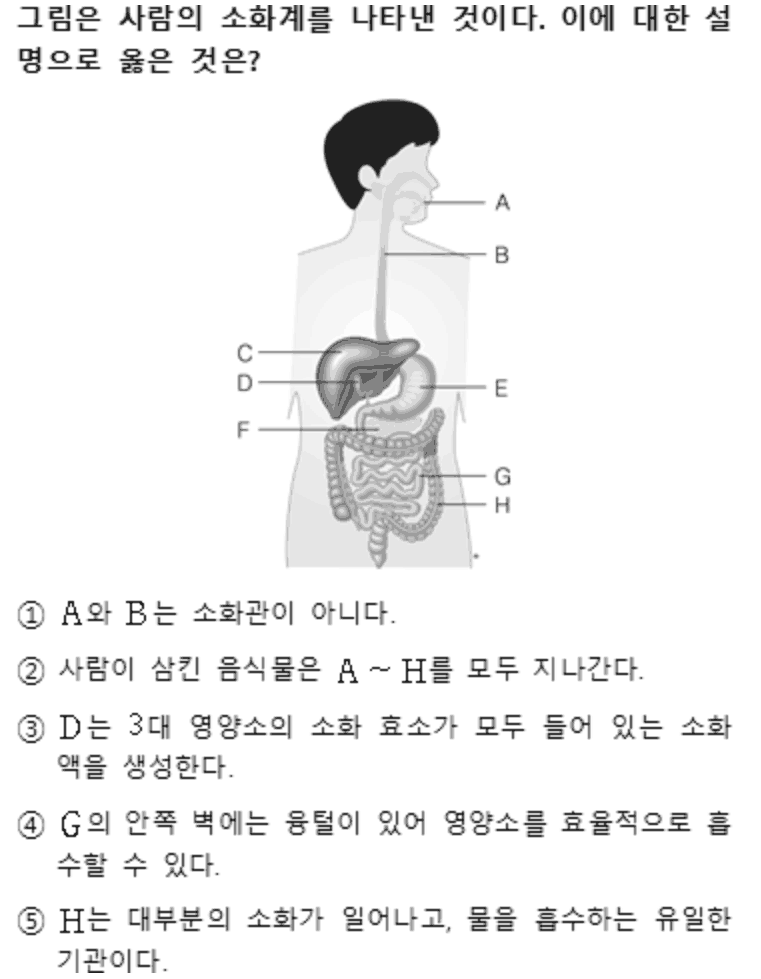 그림은 사람의 소화계를 나타낸 것이다. 이에 대한 설
명으로 옳은 것은?
A
B
C
D
E
F
G
H
① A와 B는 소화관이 아니다.
② 사람이 삼킨 음식물은 A ~ H를 모두 지나간다.
③ D는 3대 영양소의 소화 효소가 모두 들어 있는 소화
액을 생성한다.
④ G의 안쪽 벽에는 융털이 있어 영양소를 효율적으로 흡
수할 수 있다.
⑤ H는 대부분의 소화가 일어나고, 물을 흡수하는 유일한
기관이다.